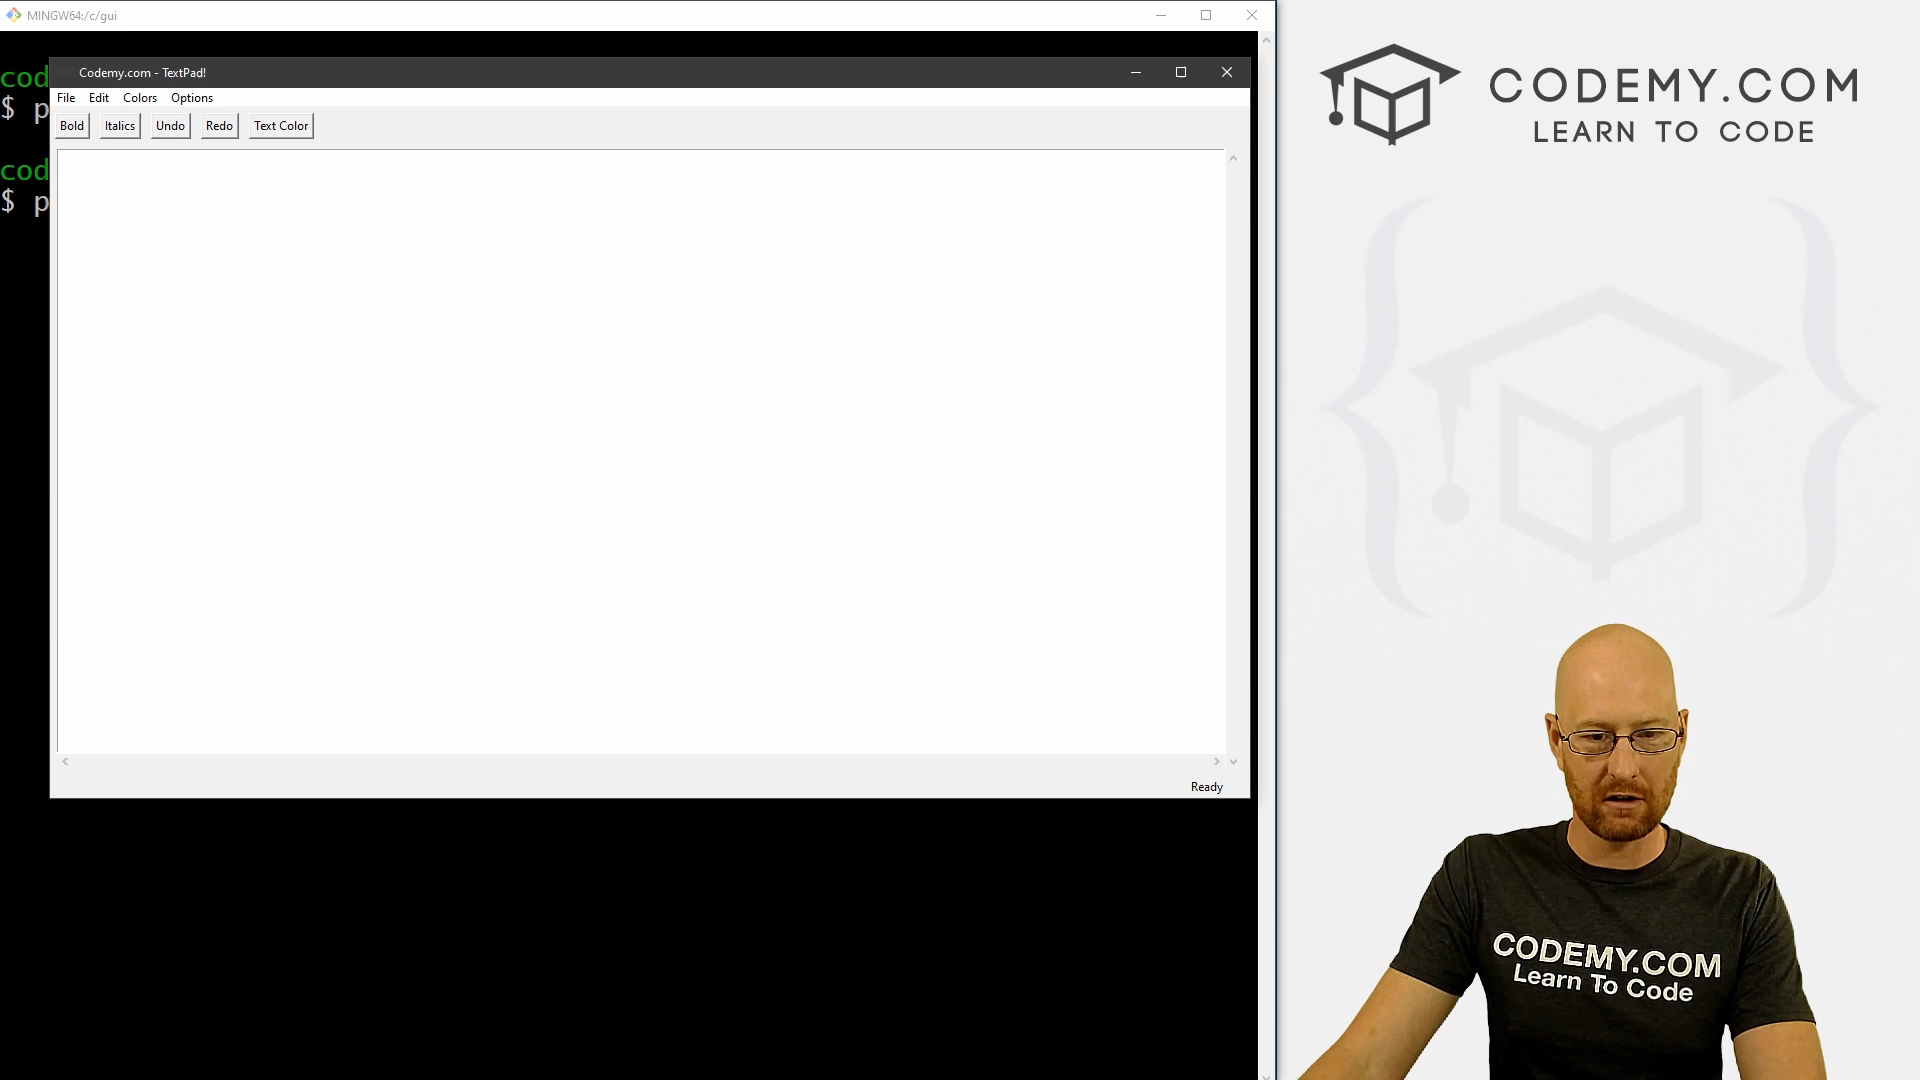 MINGW64:/c/gui
cod
$ p
cod
$ p
Codemy.com - TextPad!
File Edit Colors Options
Bold Italics Undo Redo Text Color
Ready
CODEMY.COM
LEARN TO CODE
CODEMY.COM
Learn To Code